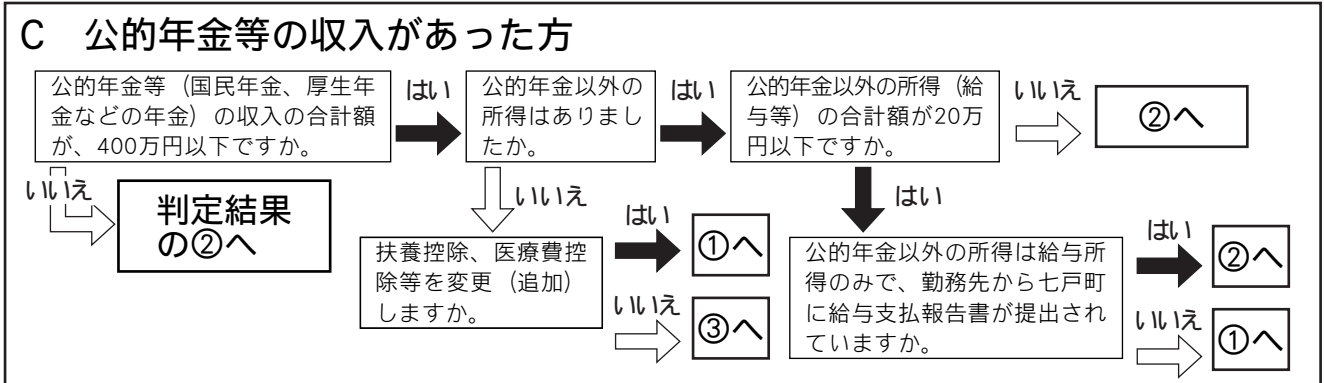 C　公的年金等の収入があった方
公的年金等（国民年金、厚生年
金などの年金）の収入の合計額
が、400万円以下ですか。
はい
公的年金以外の
所得はありまし
たか。
はい
公的年金以外の所得（給
与等）の合計額が20万
円以下ですか。
いいえ
②へ
いいえ
判定結果
の②へ
いいえ
はい
扶養控除、医療費控
除等を変更（追加）
しますか。
はい
①へ
いいえ
③へ
公的年金以外の所得は給与所
得のみで、勤務先から七戸町
に給与支払報告書が提出され
ていますか。
はい
②へ
いいえ
①へ